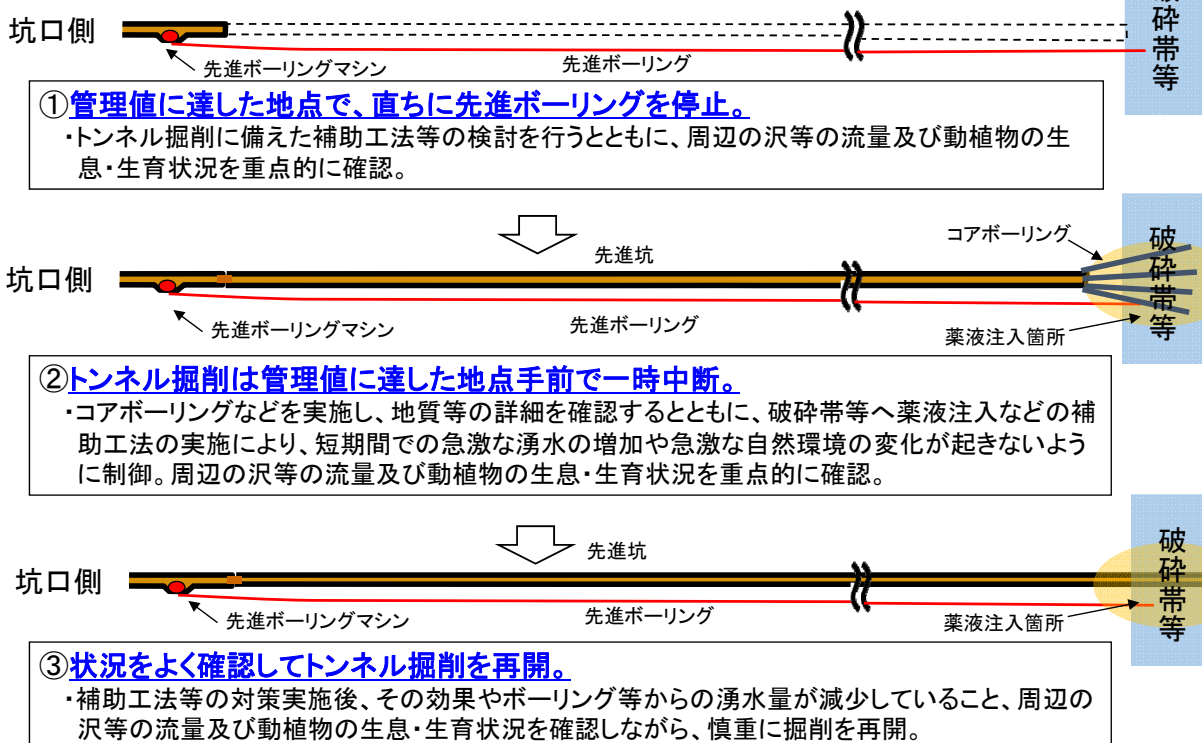 破砕帯等
坑口側
先進ボーリングマシン
先進ボーリング
①管理値に達した地点で、直ちに先進ボーリングを停止。
・トンネル掘削に備えた補助工法等の検討を行うとともに、周辺の沢等の流量及び動植物の生
息・生育状況を重点的に確認。
先進坑
コアボーリング
破砕帯等
坑口側
先進ボーリングマシン
先進ボーリング
薬液注入箇所
②トンネル掘削は管理値に達した地点手前で一時中断。
・コアボーリングなどを実施し、地質等の詳細を確認するとともに、破砕帯等へ薬液注入などの補
助工法の実施により、短期間での急激な湧水の増加や急激な自然環境の変化が起きないよう
に制御。周辺の沢等の流量及び動植物の生息・生育状況を重点的に確認。
先進坑
破砕帯等
坑口側
先進ボーリングマシン
先進ボーリング
薬液注入箇所
③状況をよく確認してトンネル掘削を再開。
・補助工法等の対策実施後、その効果やボーリング等からの湧水量が減少していること、周辺の
沢等の流量及び動植物の生息・生育状況を確認しながら、慎重に掘削を再開。